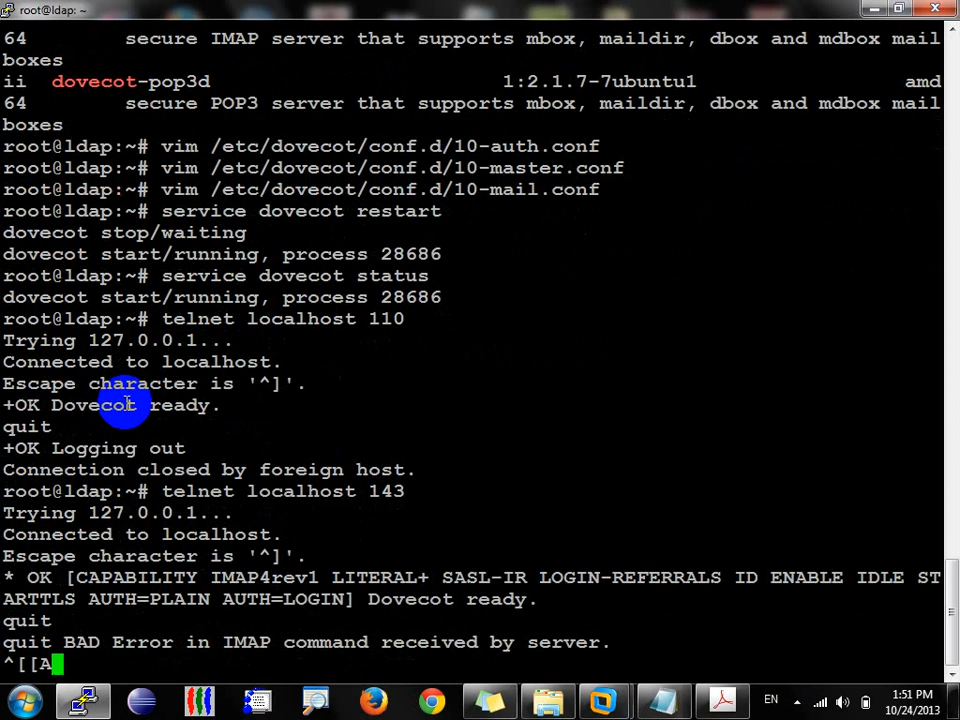 root@ldap: ~
64        secure IMAP server that supports mbox, maildir, dbox and mdbox mail
boxes
ii  dovecot-pop3d                        1:2.1.7-7ubuntu1                 amd
64        secure POP3 server that supports mbox, maildir, dbox and mdbox mail
boxes
root@ldap:~# vim /etc/dovecot/conf.d/10-auth.conf
root@ldap:~# vim /etc/dovecot/conf.d/10-master.conf
root@ldap:~# vim /etc/dovecot/conf.d/10-mail.conf
root@ldap:~# service dovecot restart
dovecot stop/waiting
dovecot start/running, process 28686
root@ldap:~# service dovecot status
dovecot start/running, process 28686
root@ldap:~# telnet localhost 110
Trying 127.0.0.1...
Connected to localhost.
Escape character is '^]'.
+OK Dovecot ready.
quit
+OK Logging out
Connection closed by foreign host.
root@ldap:~# telnet localhost 143
Trying 127.0.0.1...
Connected to localhost.
Escape character is '^]'.
* OK [CAPABILITY IMAP4rev1 LITERAL+ SASL-IR LOGIN-REFERRALS ID ENABLE IDLE ST
ARTTLS AUTH=PLAIN AUTH=LOGIN] Dovecot ready.
quit
quit BAD Error in IMAP command received by server.
^[[A
EN
1:51 PM
10/24/2013